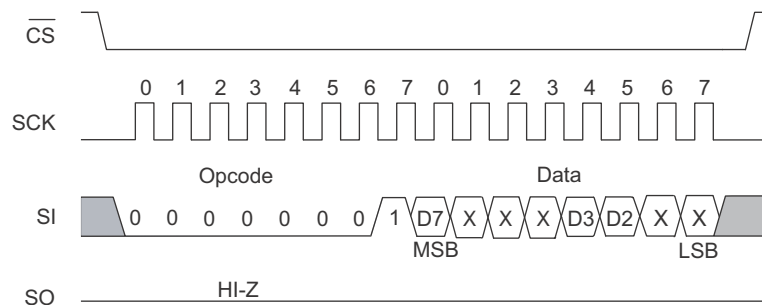 CS
0 1 2 3 4 5 6 7 0 1 2 3 4 5 6 7
SCK
Opcode Data
SI 0 0 0 0 0 0 0 1 D7 X X X D3 D2 X X
MSB LSB
HI-Z
SO